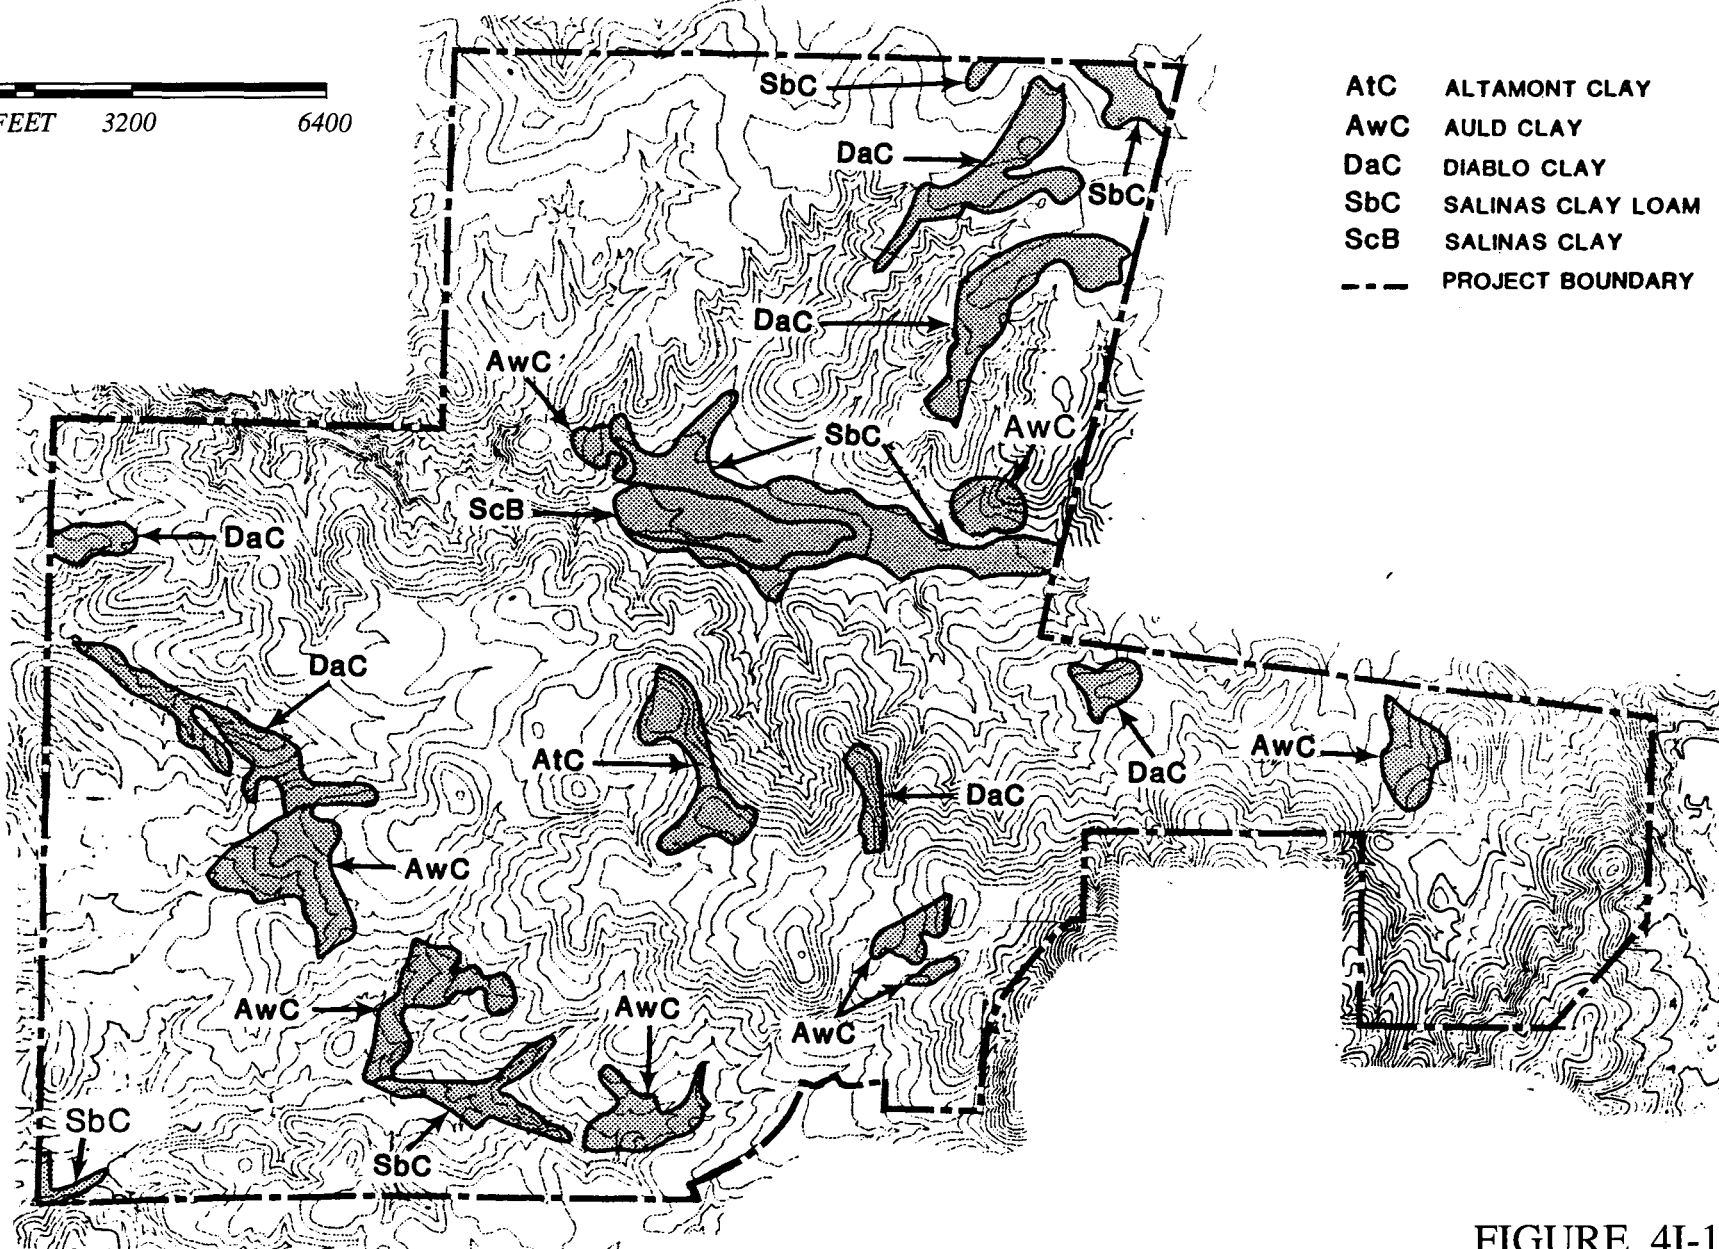 FEET 3200 6400
AtC ALTAMONT CLAY
AwC AULD CLAY
DaC DIABLO CLAY
SbC SALINAS CLAY LOAM
ScB SALINAS CLAY
PROJECT BOUNDARY
SbC
DaC
SbC
DaC
AwC
SbC
AwC
ScB
DaC
DaC
AtC
DaC
DaC
AwC
AwC
AwC
AwC
AwC
SbC
SbC
FIGURE 4I-1